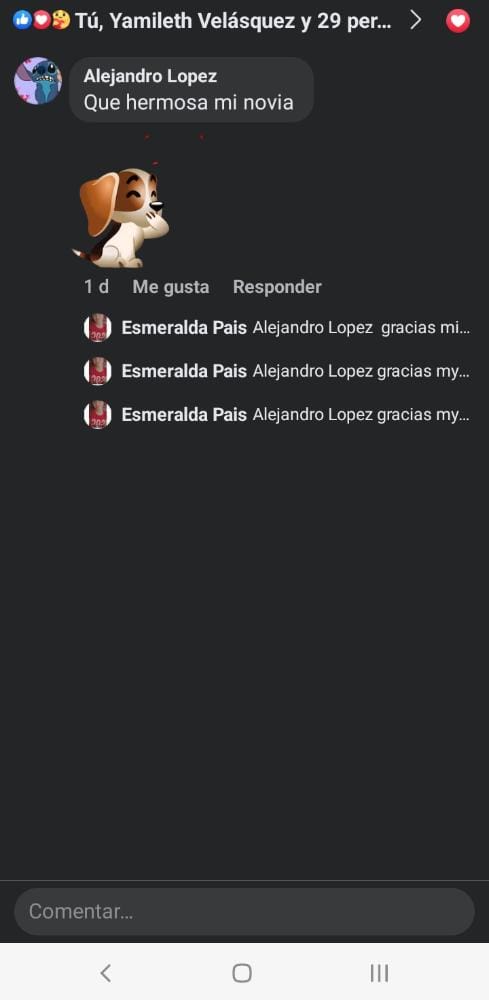 Tú, Yamileth Velásquez y 29 per...
Alejandro Lopez
Que hermosa mi novia
1 d Me gusta Responder
Esmeralda Pais Alejandro Lopez gracias mi...
Esmeralda Pais Alejandro Lopez gracias my...
Esmeralda Pais Alejandro Lopez gracias my...
Comentar...